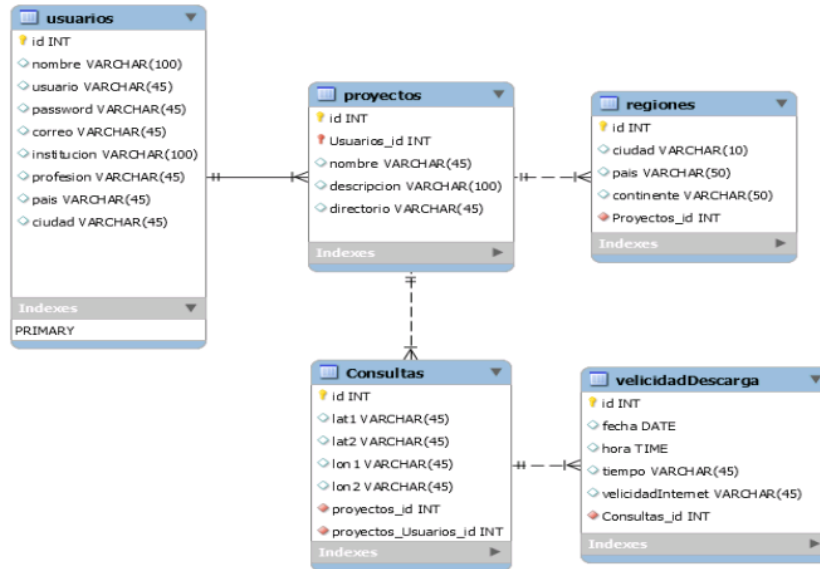 usuarios
id INT
nombre VARCHAR(100)
usuario VARCHAR(45)
password VARCHAR(45)
correo VARCHAR(45)
institucion VARCHAR(100)
profesion VARCHAR(45)
pais VARCHAR(45)
ciudad VARCHAR(45)
Indexes
PRIMARY
proyectos
id INT
Usuarios_id INT
nombre VARCHAR(45)
descripcion VARCHAR(100)
directorio VARCHAR(45)
Indexes
regiones
id INT
ciudad VARCHAR(10)
pais VARCHAR(50)
continente VARCHAR(50)
Proyectos_id INT
Indexes
Consultas
id INT
lat1 VARCHAR(45)
lat2 VARCHAR(45)
lon1 VARCHAR(45)
lon2 VARCHAR(45)
proyectos_id INT
proyectos_Usuarios_id INT
Indexes
velicidadDescarga
id INT
fecha DATE
hora TIME
tiempo VARCHAR(45)
velicidadInternet VARCHAR(45)
Consultas_id INT
Indexes